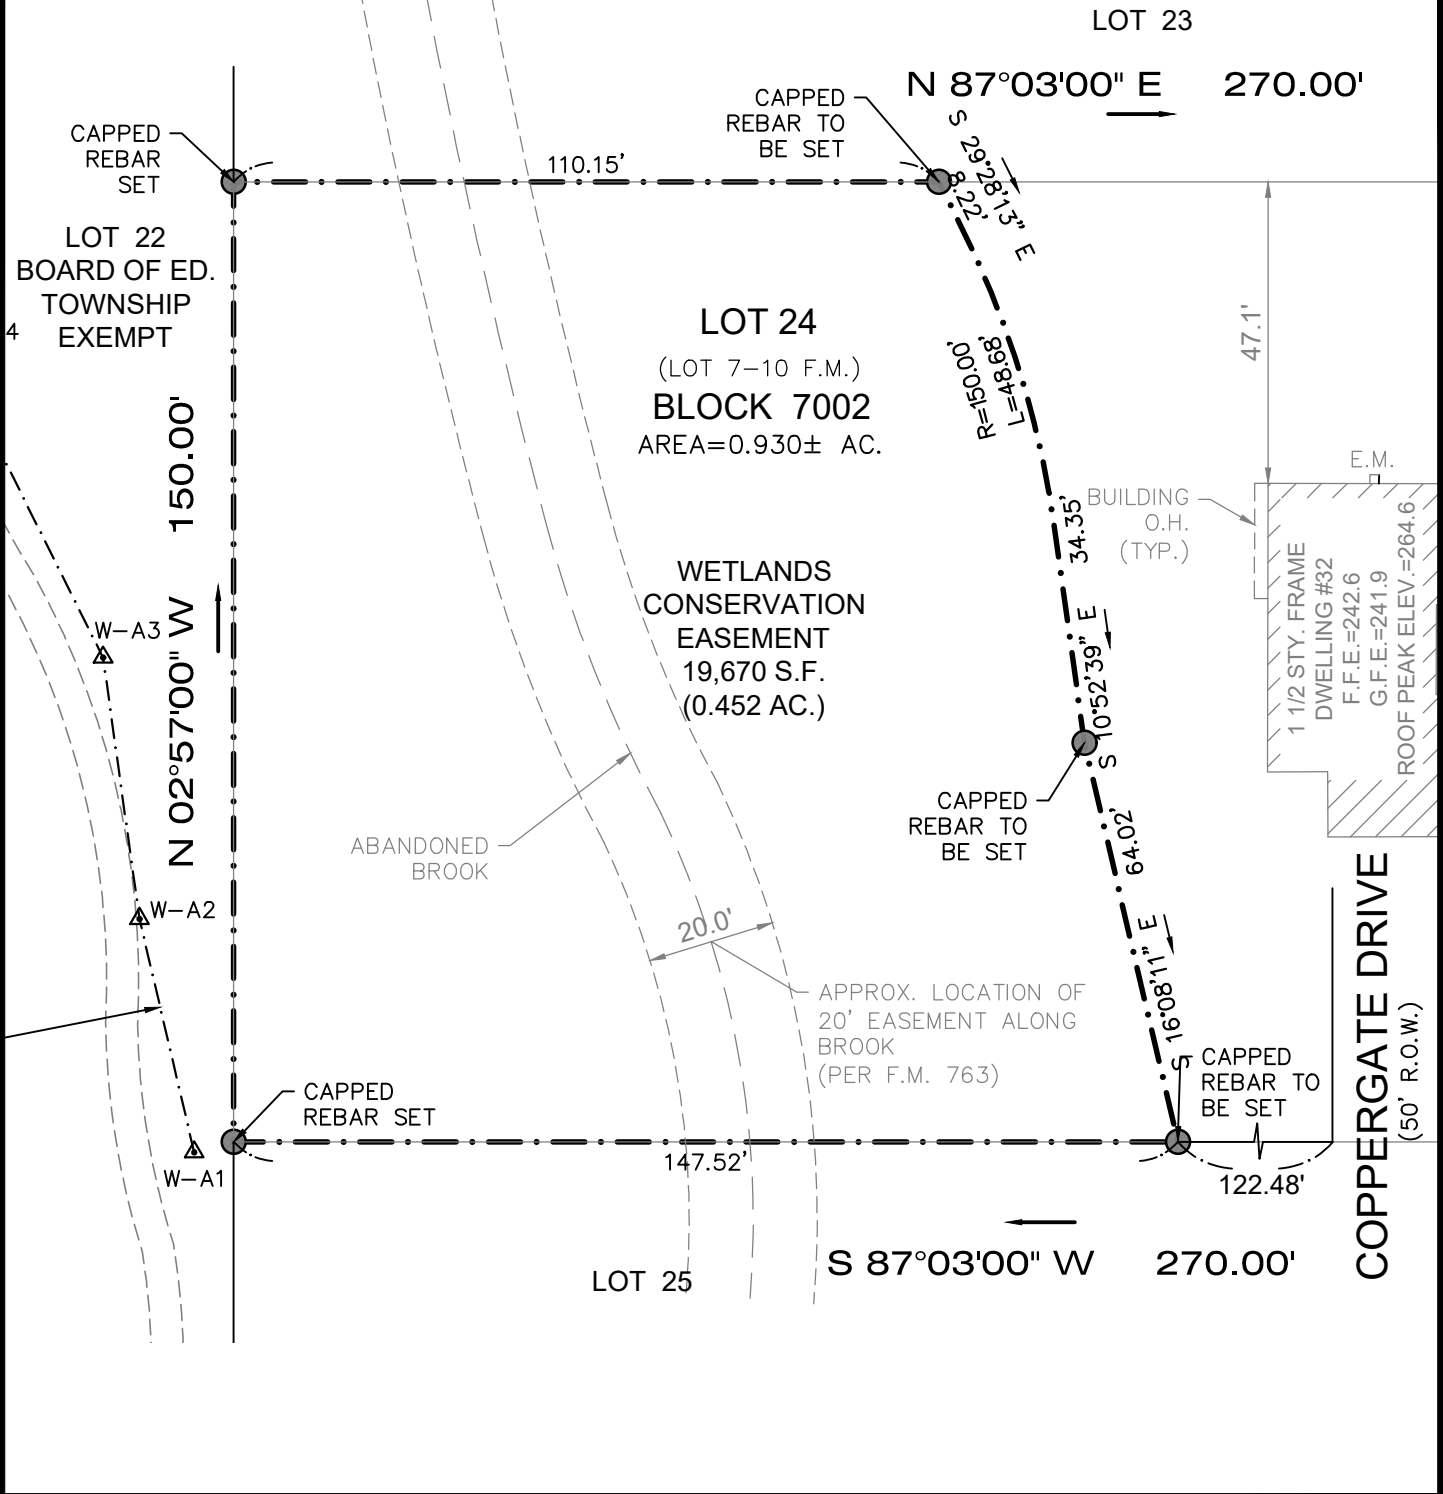 LOT 23
N 87°03'00" E 270.00'
CAPPED
REBAR TO
BE SET
CAPPED
REBAR
SET
110.15'
S 29°28'13" E
8.22'
LOT 22
BOARD OF ED.
TOWNSHIP
EXEMPT
4
LOT 24
(LOT 7-10 F.M.)
BLOCK 7002
AREA=0.930± AC.
R=150.00'
L=48.68'
47.1'
N 02°57'00" W 150.00'
E.M.
BUILDING
O.H.
(TYP.)
34.35'
S 10°52'39" E
1 1/2 STY. FRAME
DWELLING #32
F.F.E.=242.6
G.F.E.=241.9
ROOF PEAK ELEV.=264.6
WETLANDS
CONSERVATION
EASEMENT
19,670 S.F.
(0.452 AC.)
W-A3
CAPPED
REBAR TO
BE SET
64.02'
S 16°08'11" E
ABANDONED
BROOK
W-A2
20.0'
APPROX. LOCATION OF
20' EASEMENT ALONG
BROOK
(PER F.M. 763)
COPPERGATE DRIVE
(50' R.O.W.)
CAPPED
REBAR TO
BE SET
CAPPED
REBAR SET
W-A1
147.52'
122.48'
S 87°03'00" W 270.00'
LOT 25